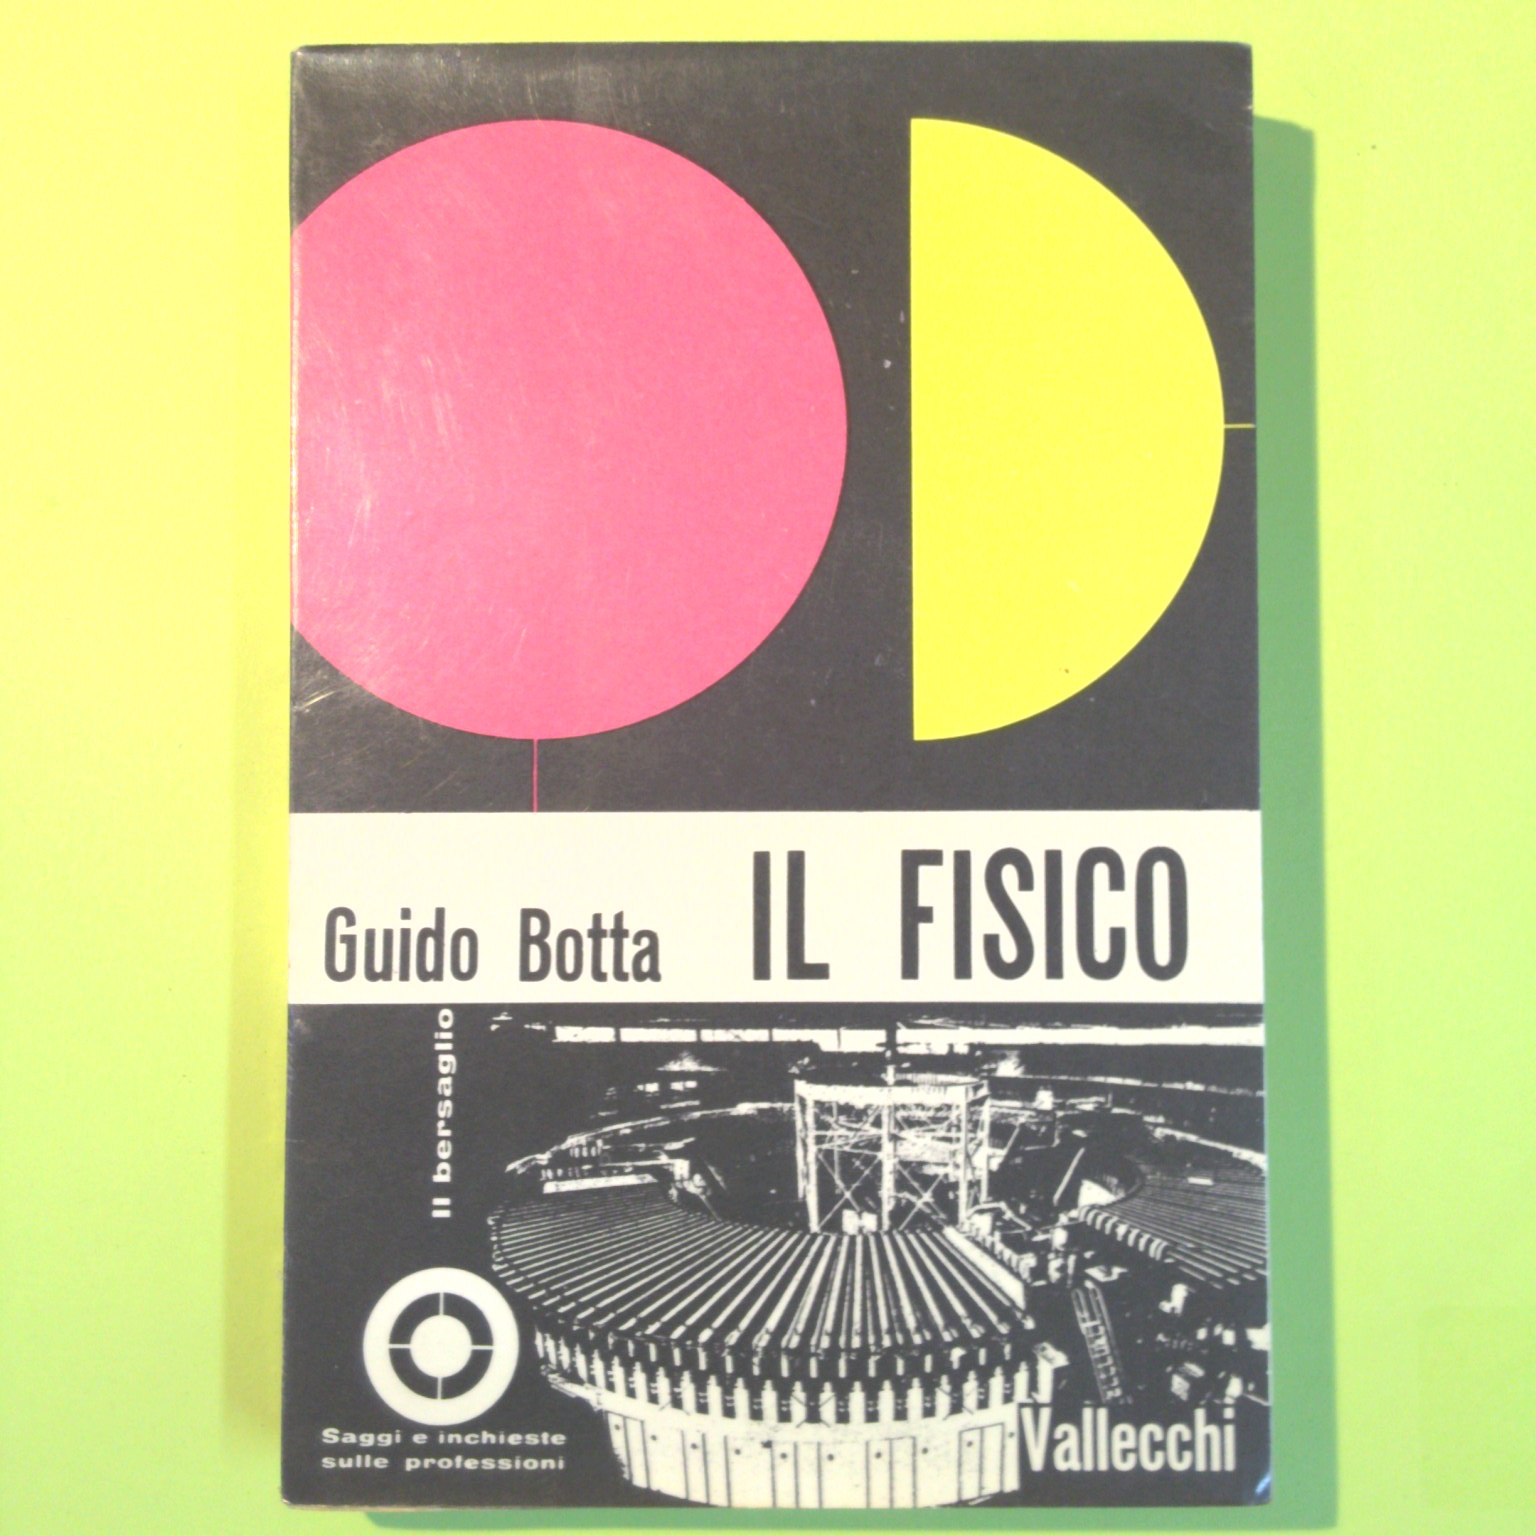 Guido Botta
IL FISICO
Il bersaglio
Saggi e inchieste
sulle professioni
Vallecchi